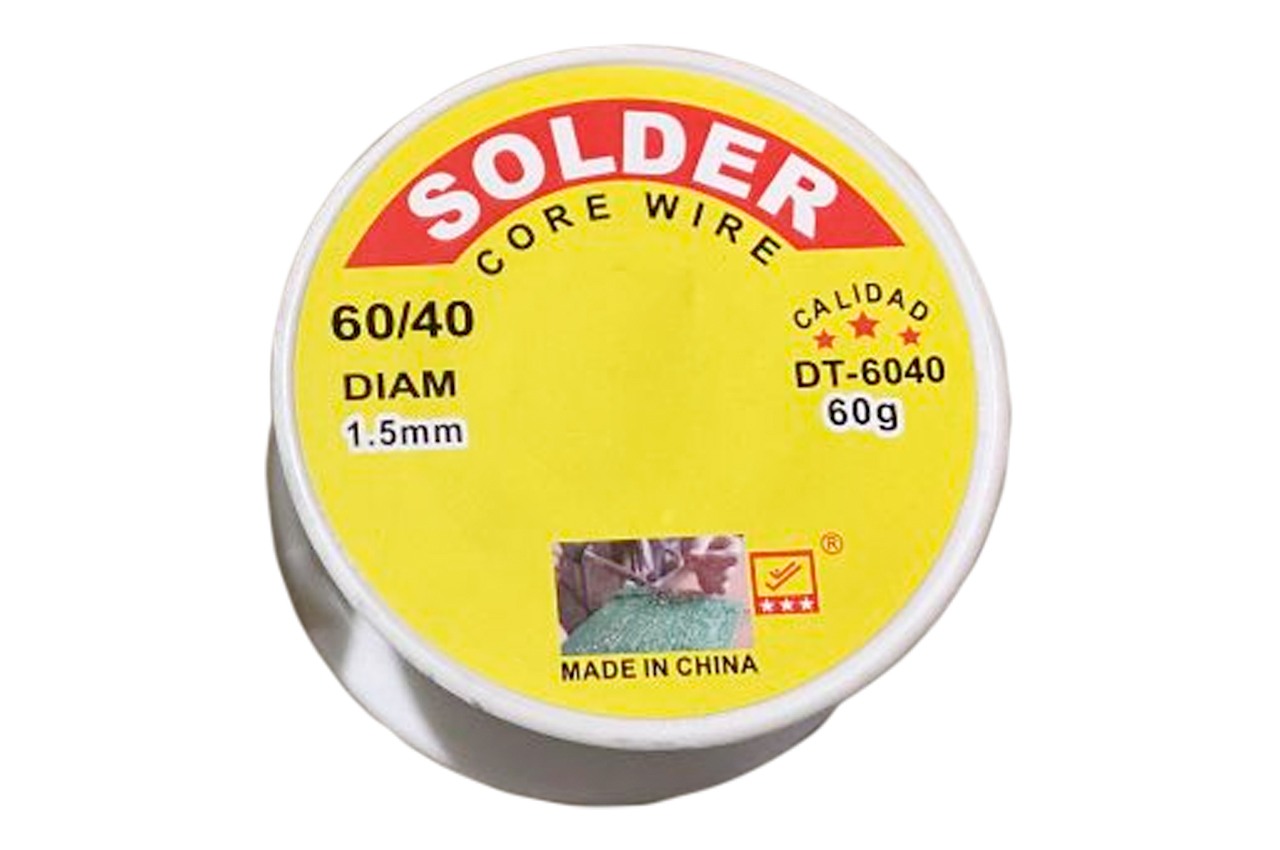 SOLDER
CORE WIRE
60/40
DIAM
1.5mm
CALIDAD
DT-6040
60g
®
MADE IN CHINA